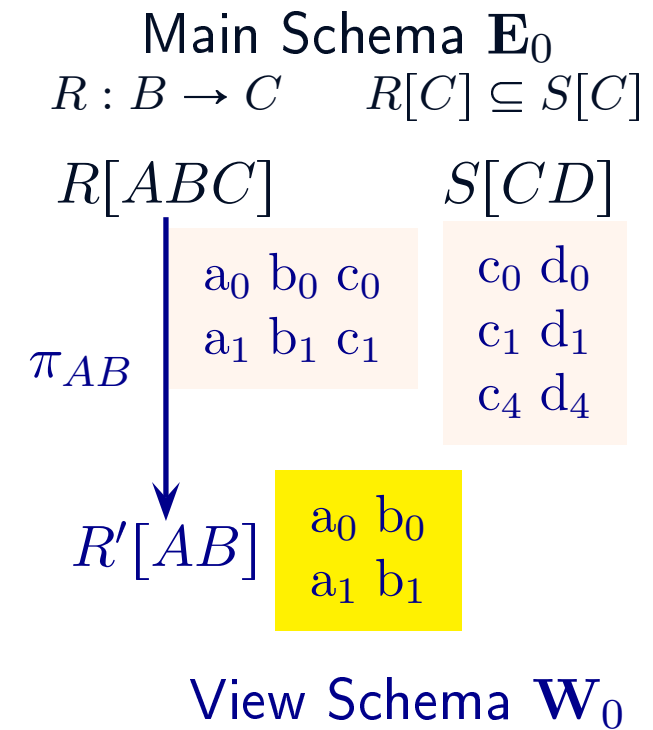 Main Schema E₀
R : B → C R[C] ⊆ S[C]
R[ABC] S[CD]
a₀ b₀ c₀ c₀ d₀
a₁ b₁ c₁ c₁ d₁
π_AB c₄ d₄
R′[AB] a₀ b₀
a₁ b₁
View Schema W₀